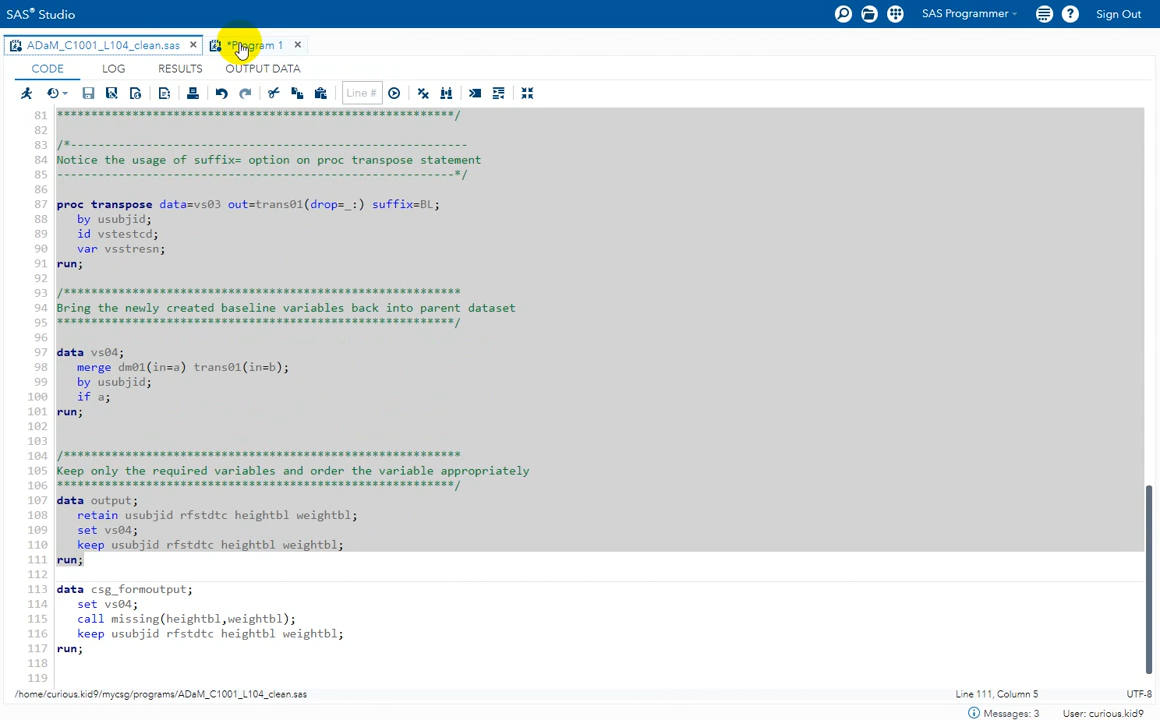 SAS® Studio
SAS Programmer
Sign Out
ADaM_C1001_L104_clean.sas
*Program 1
CODE
LOG
RESULTS
OUTPUT DATA
Line #
81 ****************************************************/
82
83 /*----------------------------------------------------------
84 Notice the usage of suffix= option on proc transpose statement
85 ----------------------------------------------------------*/
86
87 proc transpose data=vs03 out=trans01(drop=_:) suffix=BL;
88 by usubjid;
89 id vstestcd;
90 var vsstresn;
91 run;
92
93 /**********************************************************
94 Bring the newly created baseline variables back into parent dataset
95 **********************************************************/
96
97 data vs04;
98 merge dm01(in=a) trans01(in=b);
99 by usubjid;
100 if a;
101 run;
102
103
104 /**********************************************************
105 Keep only the required variables and order the variable appropriately
106 **********************************************************/
107 data output;
108 retain usubjid rfstdtc heightbl weightbl;
109 set vs04;
110 keep usubjid rfstdtc heightbl weightbl;
111 run;
112
113 data csg_formoutput;
114 set vs04;
115 call missing(heightbl,weightbl);
116 keep usubjid rfstdtc heightbl weightbl;
117 run;
118
119
/home/curious.kid9/mycsg/programs/ADaM_C1001_L104_clean.sas
Line 111, Column 5
UTF-8
Messages: 3
User: curious.kid9